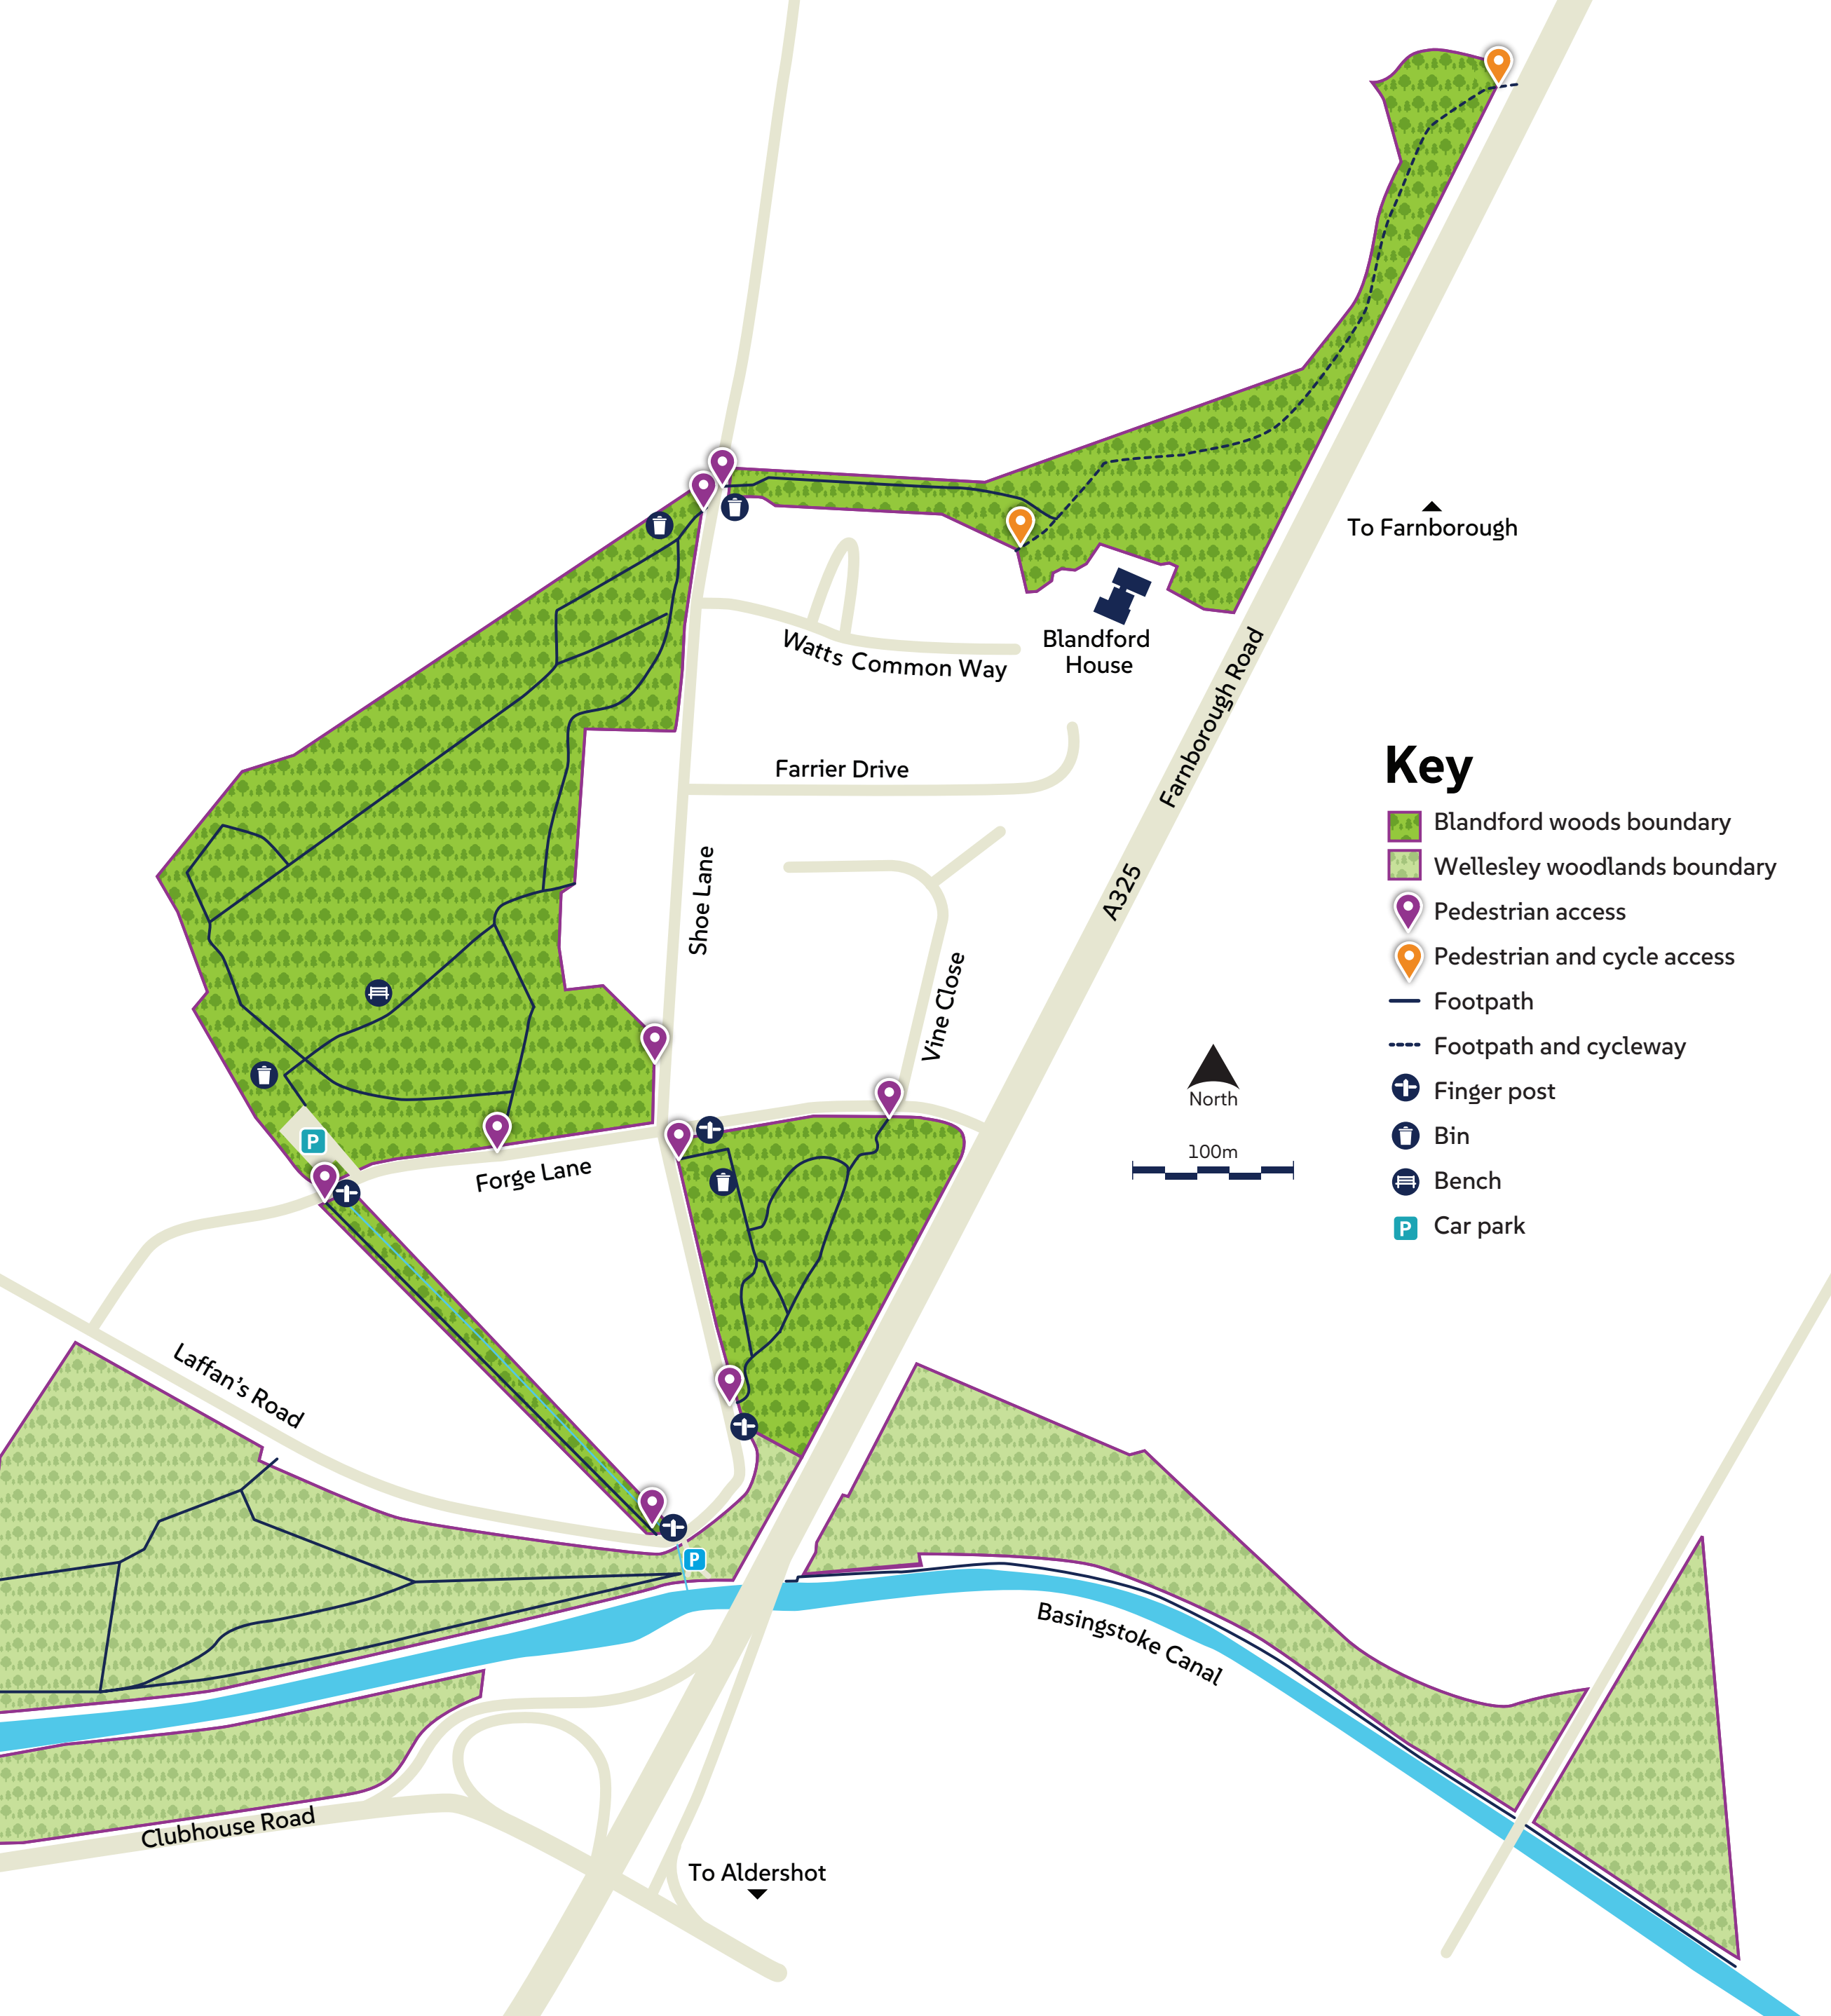 To Farnborough
Watts Common Way
Blandford
House
Farnborough Road
Farrier Drive
Shoe Lane
A325
Vine Close
Key
Blandford woods boundary
Wellesley woodlands boundary
Pedestrian access
Pedestrian and cycle access
Footpath
Footpath and cycleway
Finger post
Bin
Bench
P Car park
North
100m
P
Forge Lane
Laffan's Road
P
Basingstoke Canal
Clubhouse Road
To Aldershot